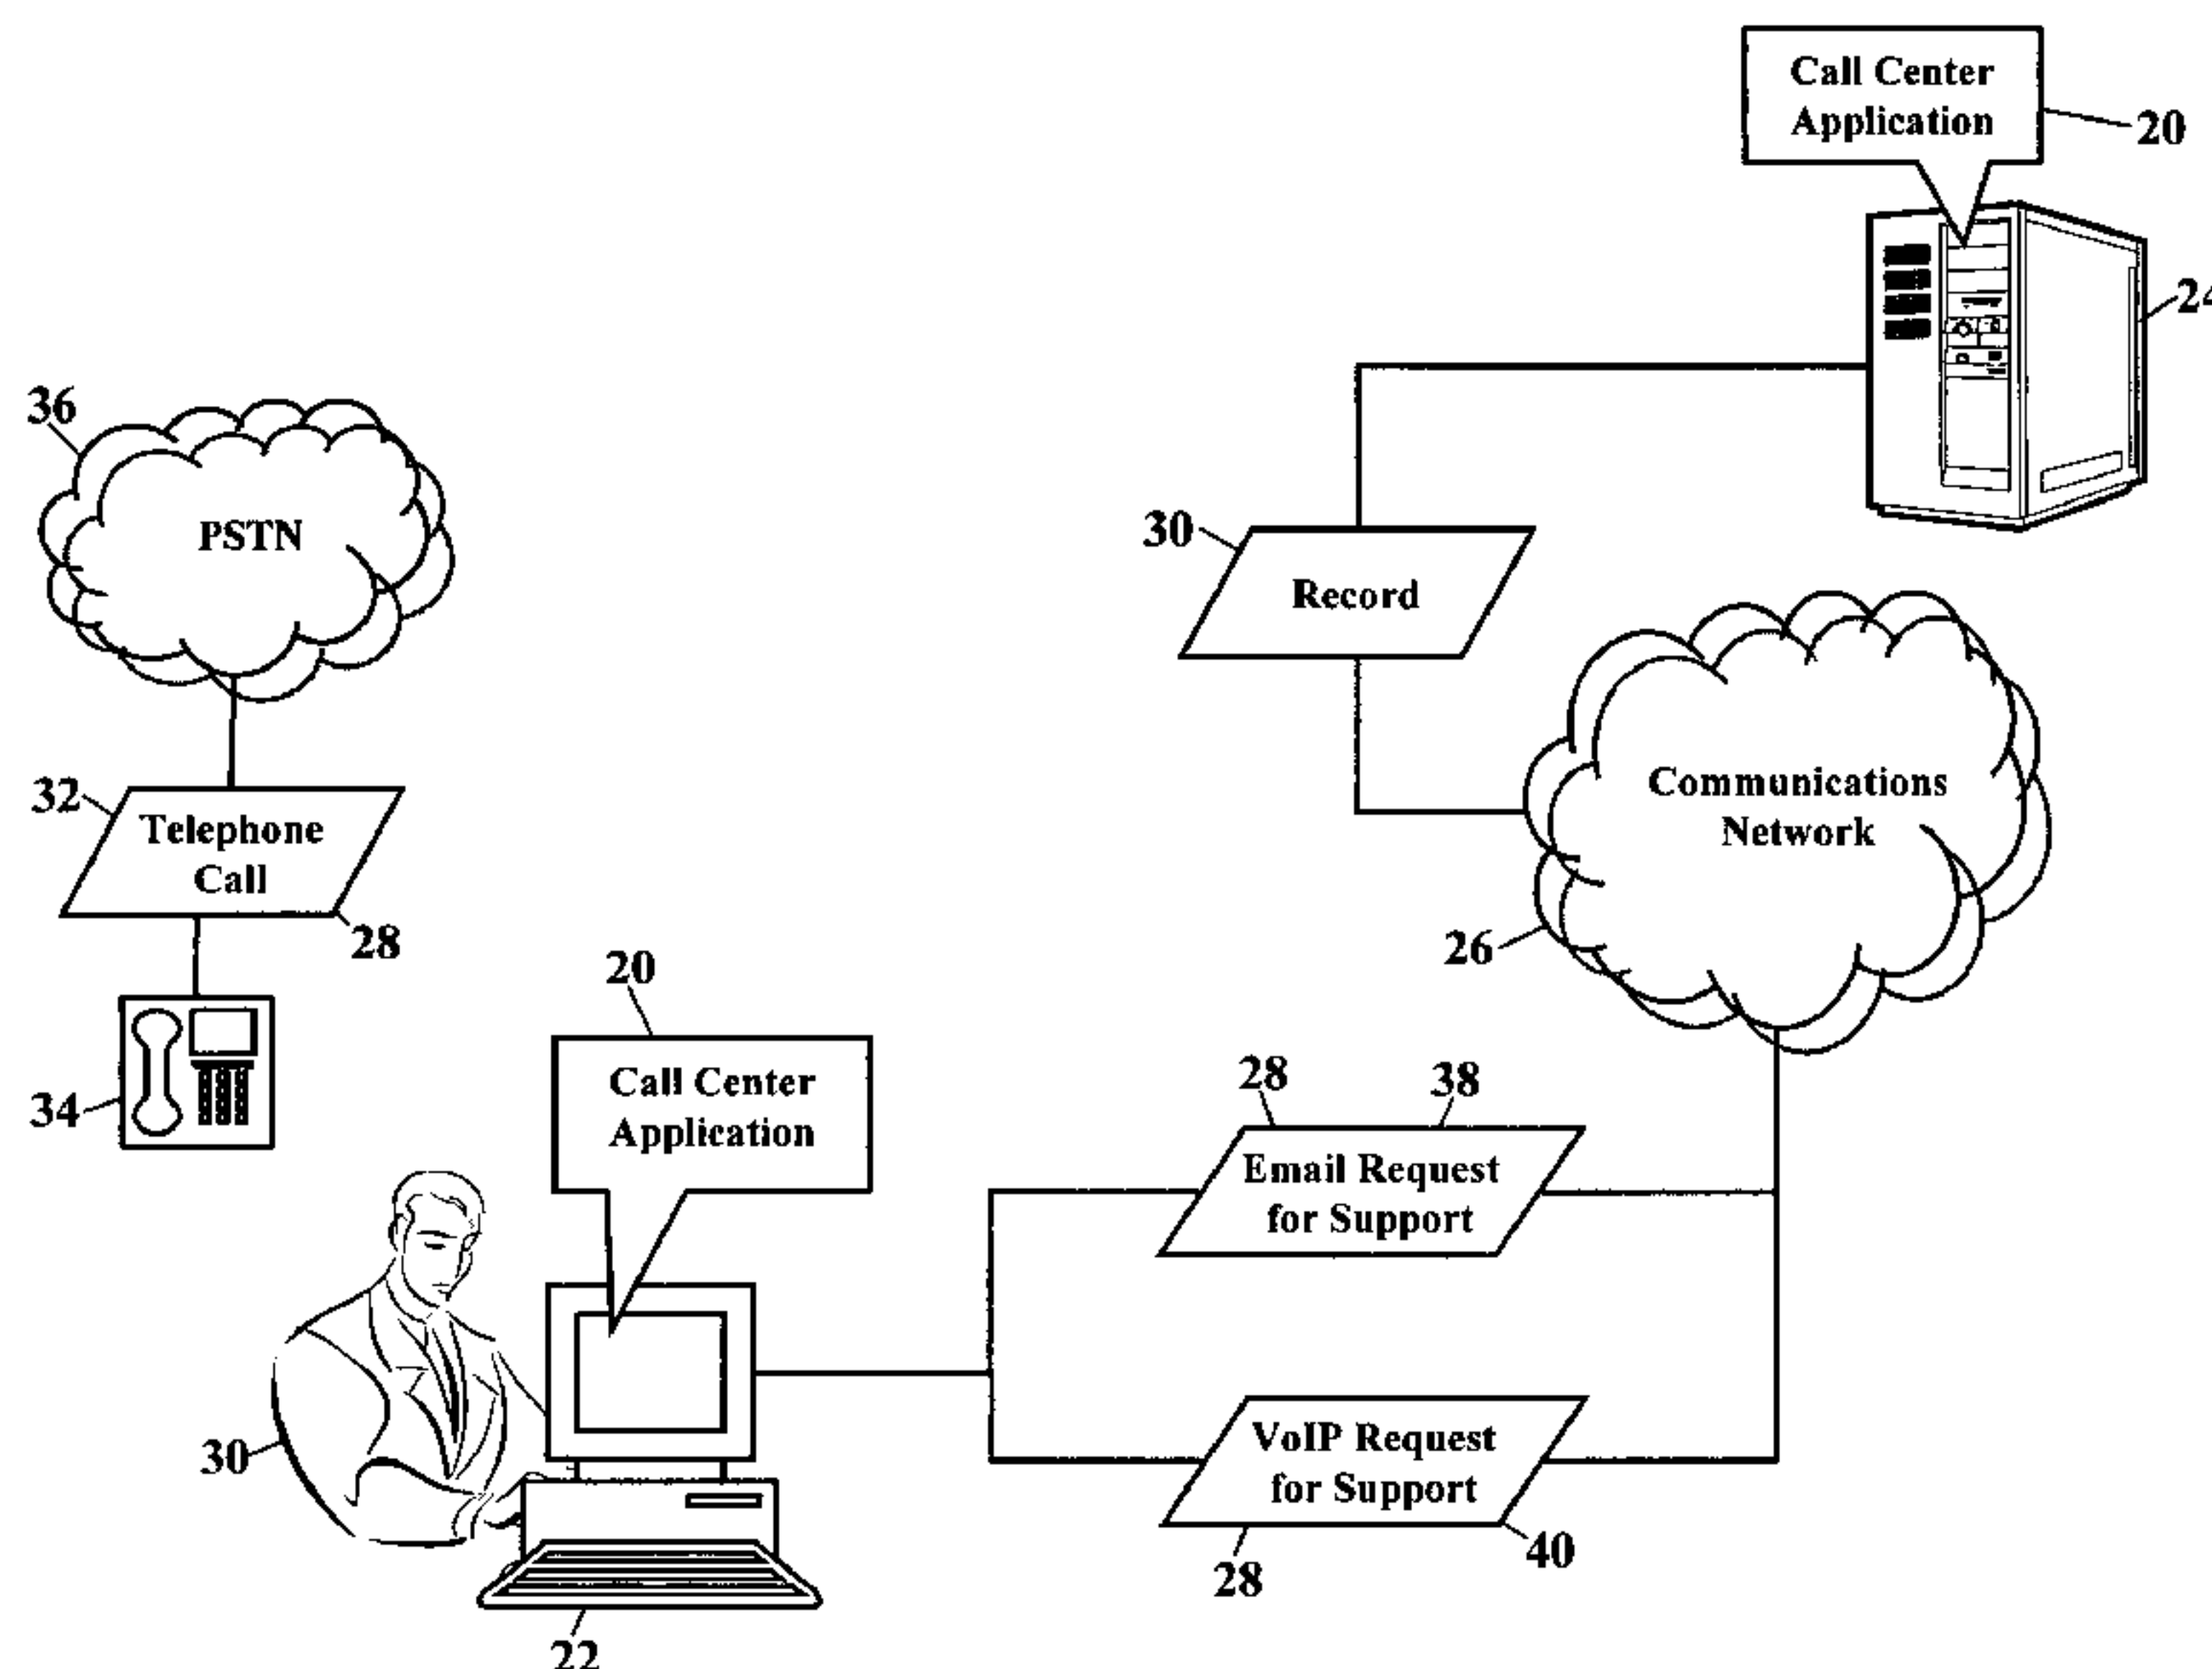 Call Center
Application
20
24
36
PSTN
30
Record
32
Telephone
Call
28
Communications
Network
26
34
20
Call Center
Application
28 38
Email Request
for Support
30
VoIP Request
for Support
40
28
22